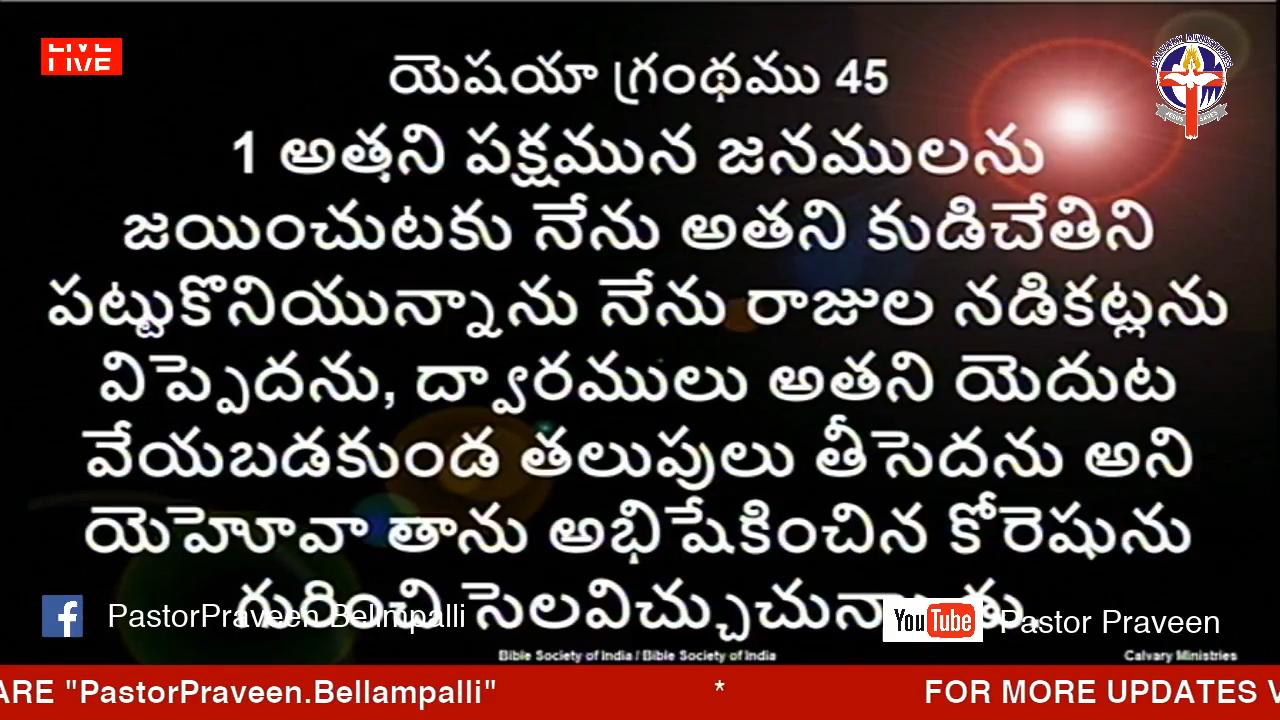 LIVE
యెషయా గ్రంథము 45
1 అతని పక్షమున జనములను
జయించుటకు నేను అతని కుడిచేతిని
పట్టుకొనియున్నాను నేను రాజుల నడికట్లను
విప్పెదను, ద్వారములు అతని యెదుట
వేయబడకుండ తలుపులు తీసెదను అని
యెహోవా తాను అభిషేకించిన కోరెషును
గురించి
PastorPraveen Bellmpalli
YouTube Pastor Praveen
Bible Society of India / Bible Society of India
Calvary Ministries
ARE "PastorPraveen.Bellampalli" * FOR MORE UPDATES V